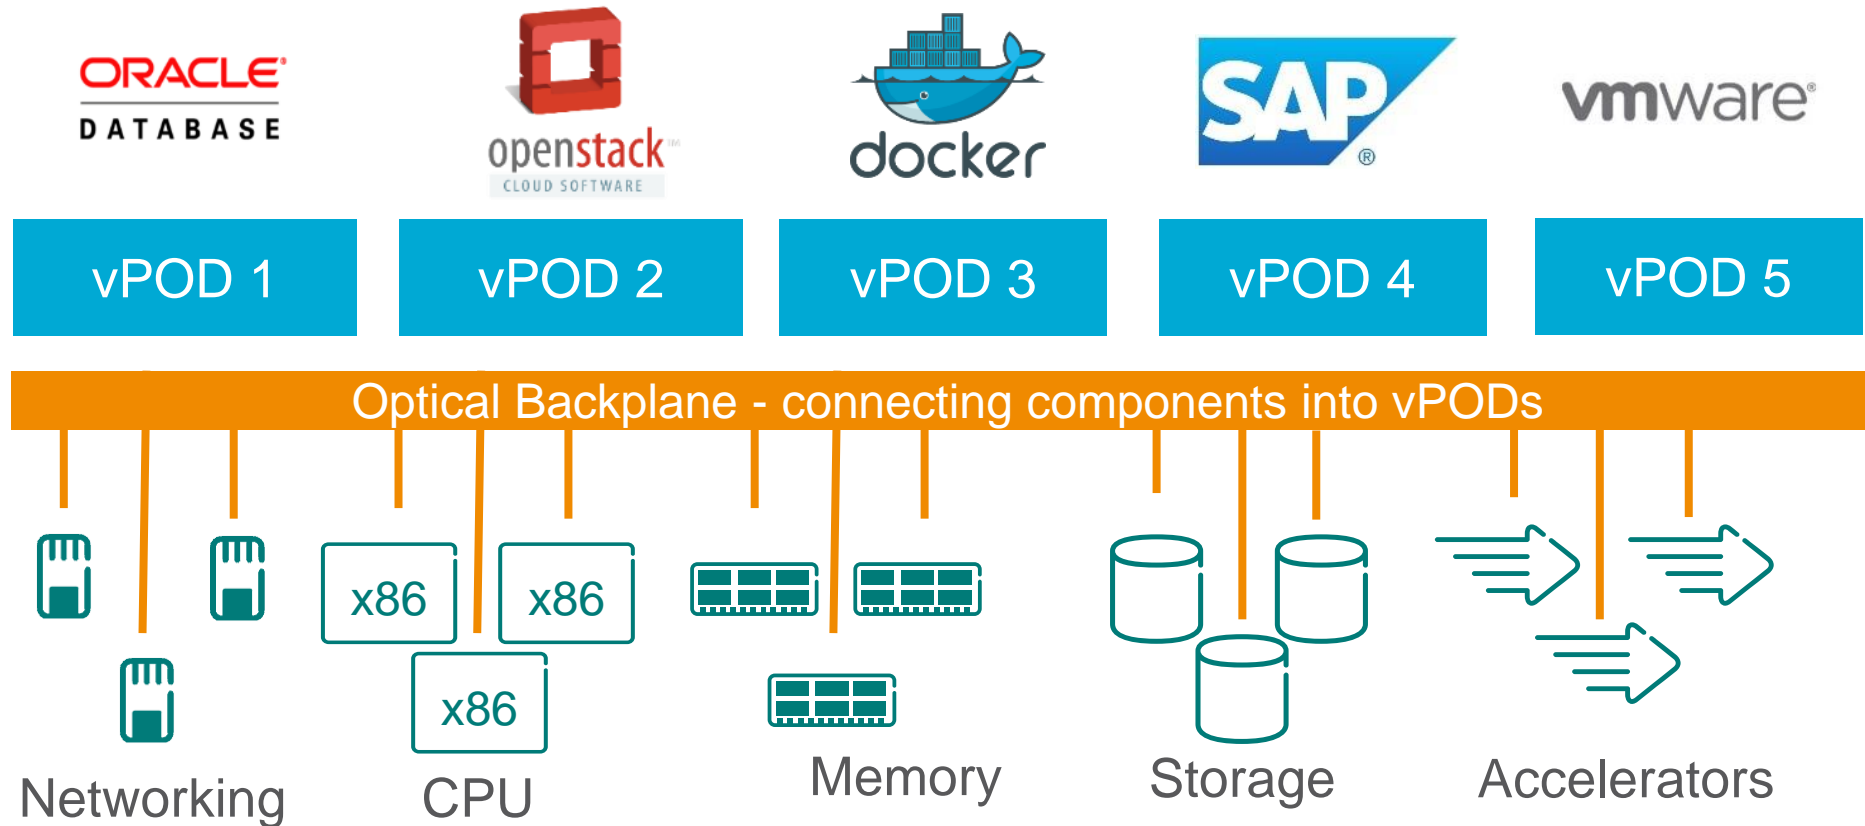 ORACLE®
DATABASE
openstack™
CLOUD SOFTWARE
docker
SAP
®
vmware®
vPOD 1
vPOD 2
vPOD 3
vPOD 4
vPOD 5
Optical Backplane - connecting components into vPODs
x86
x86
x86
Networking
CPU
Memory
Storage
Accelerators